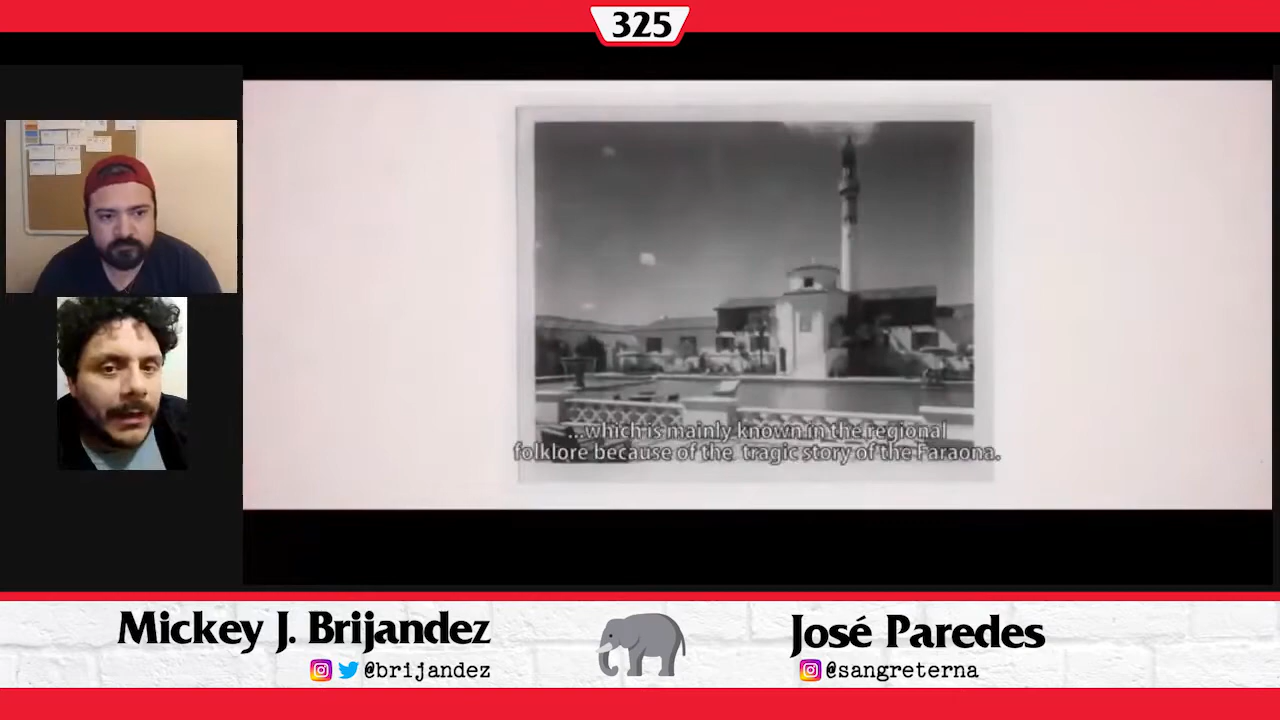 325
...which is mainly known in the regional
folklore because of the tragic story of the Faraona.
Mickey J. Brijandez
@brijandez
José Paredes
@sangreterna